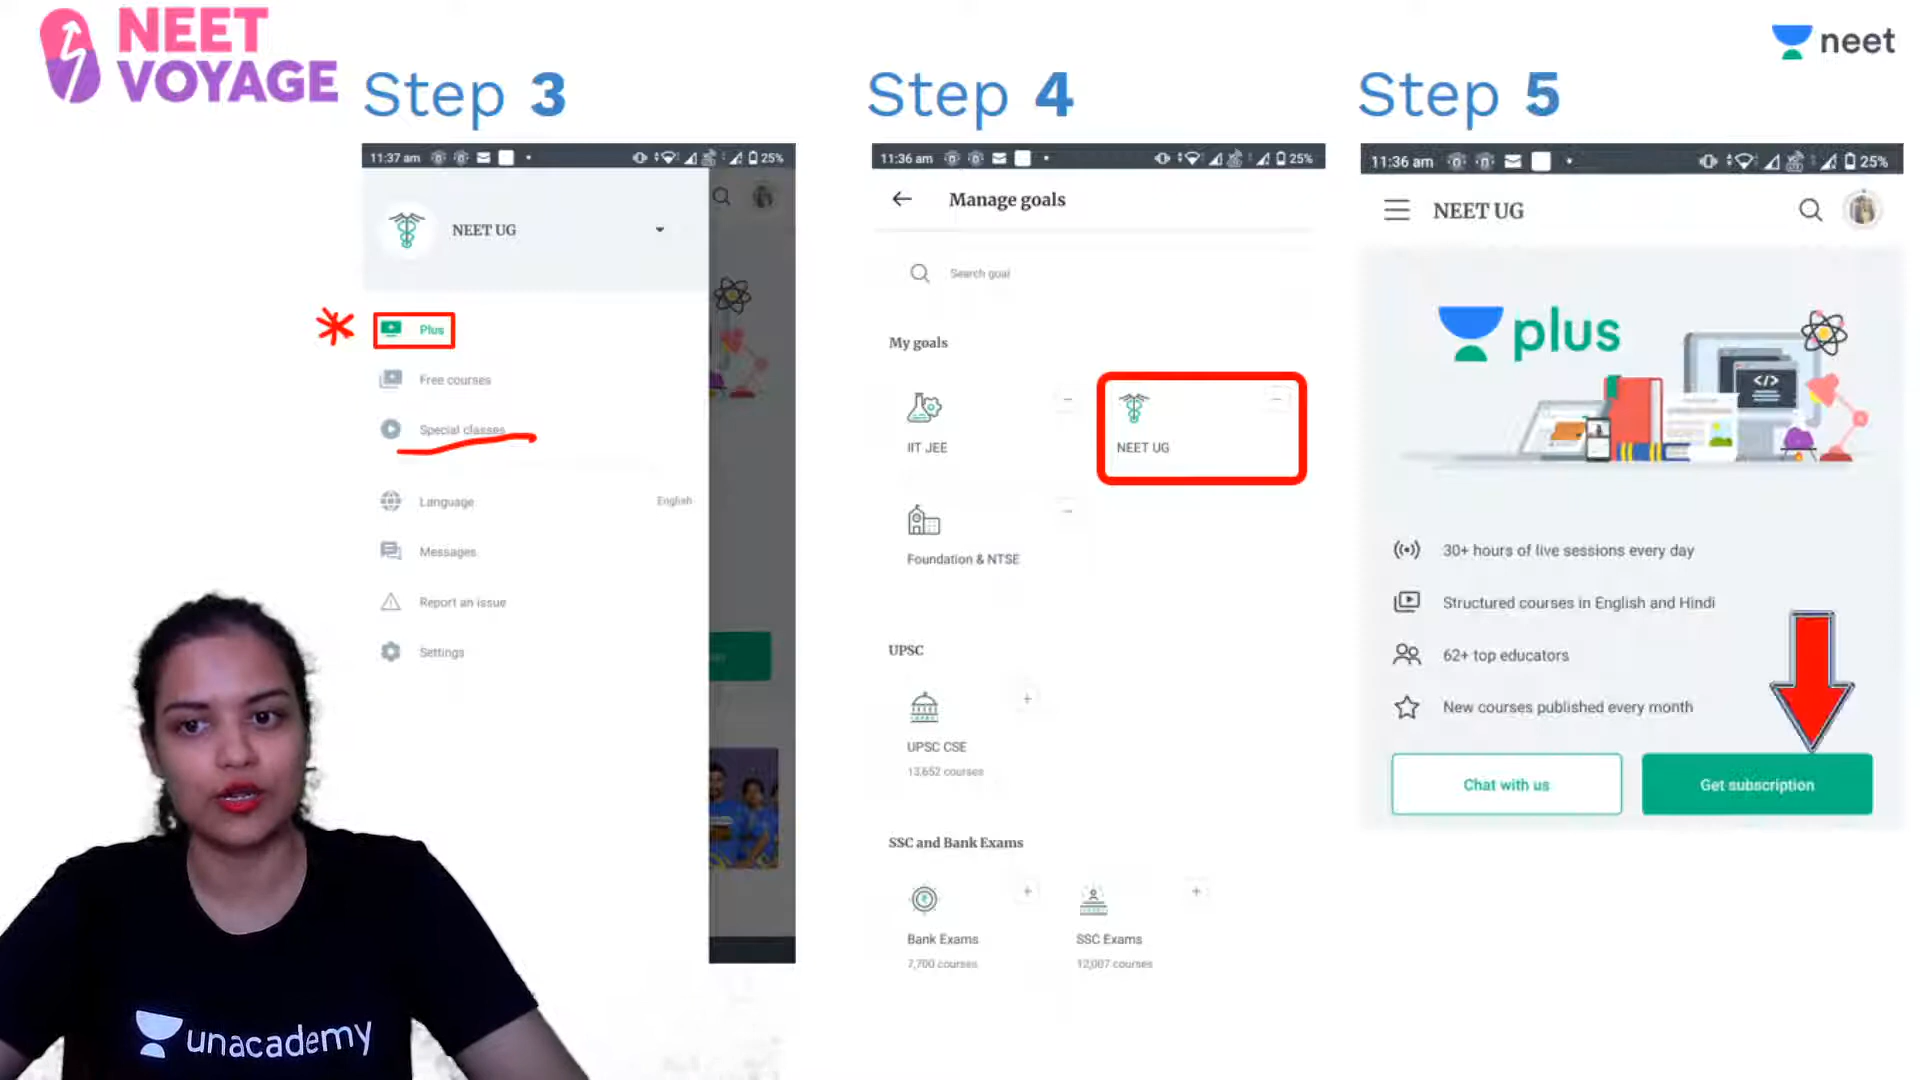 NEET
VOYAGE
neet
Step 3
11:37 am
25%
NEET UG
Plus
Free courses
Special classes
Language
English
Messages
Report an issue
Settings
Step 4
11:36 am
25%
Manage goals
Search goal
My goals
IIT JEE
NEET UG
Foundation & NTSE
UPSC
UPSC CSE
13,652 courses
SSC and Bank Exams
Bank Exams
SSC Exams
7,700 courses
12,007 courses
Step 5
11:36 am
25%
NEET UG
plus
30+ hours of live sessions every day
Structured courses in English and Hindi
62+ top educators
New courses published every month
Chat with us
Get subscription
unacademy